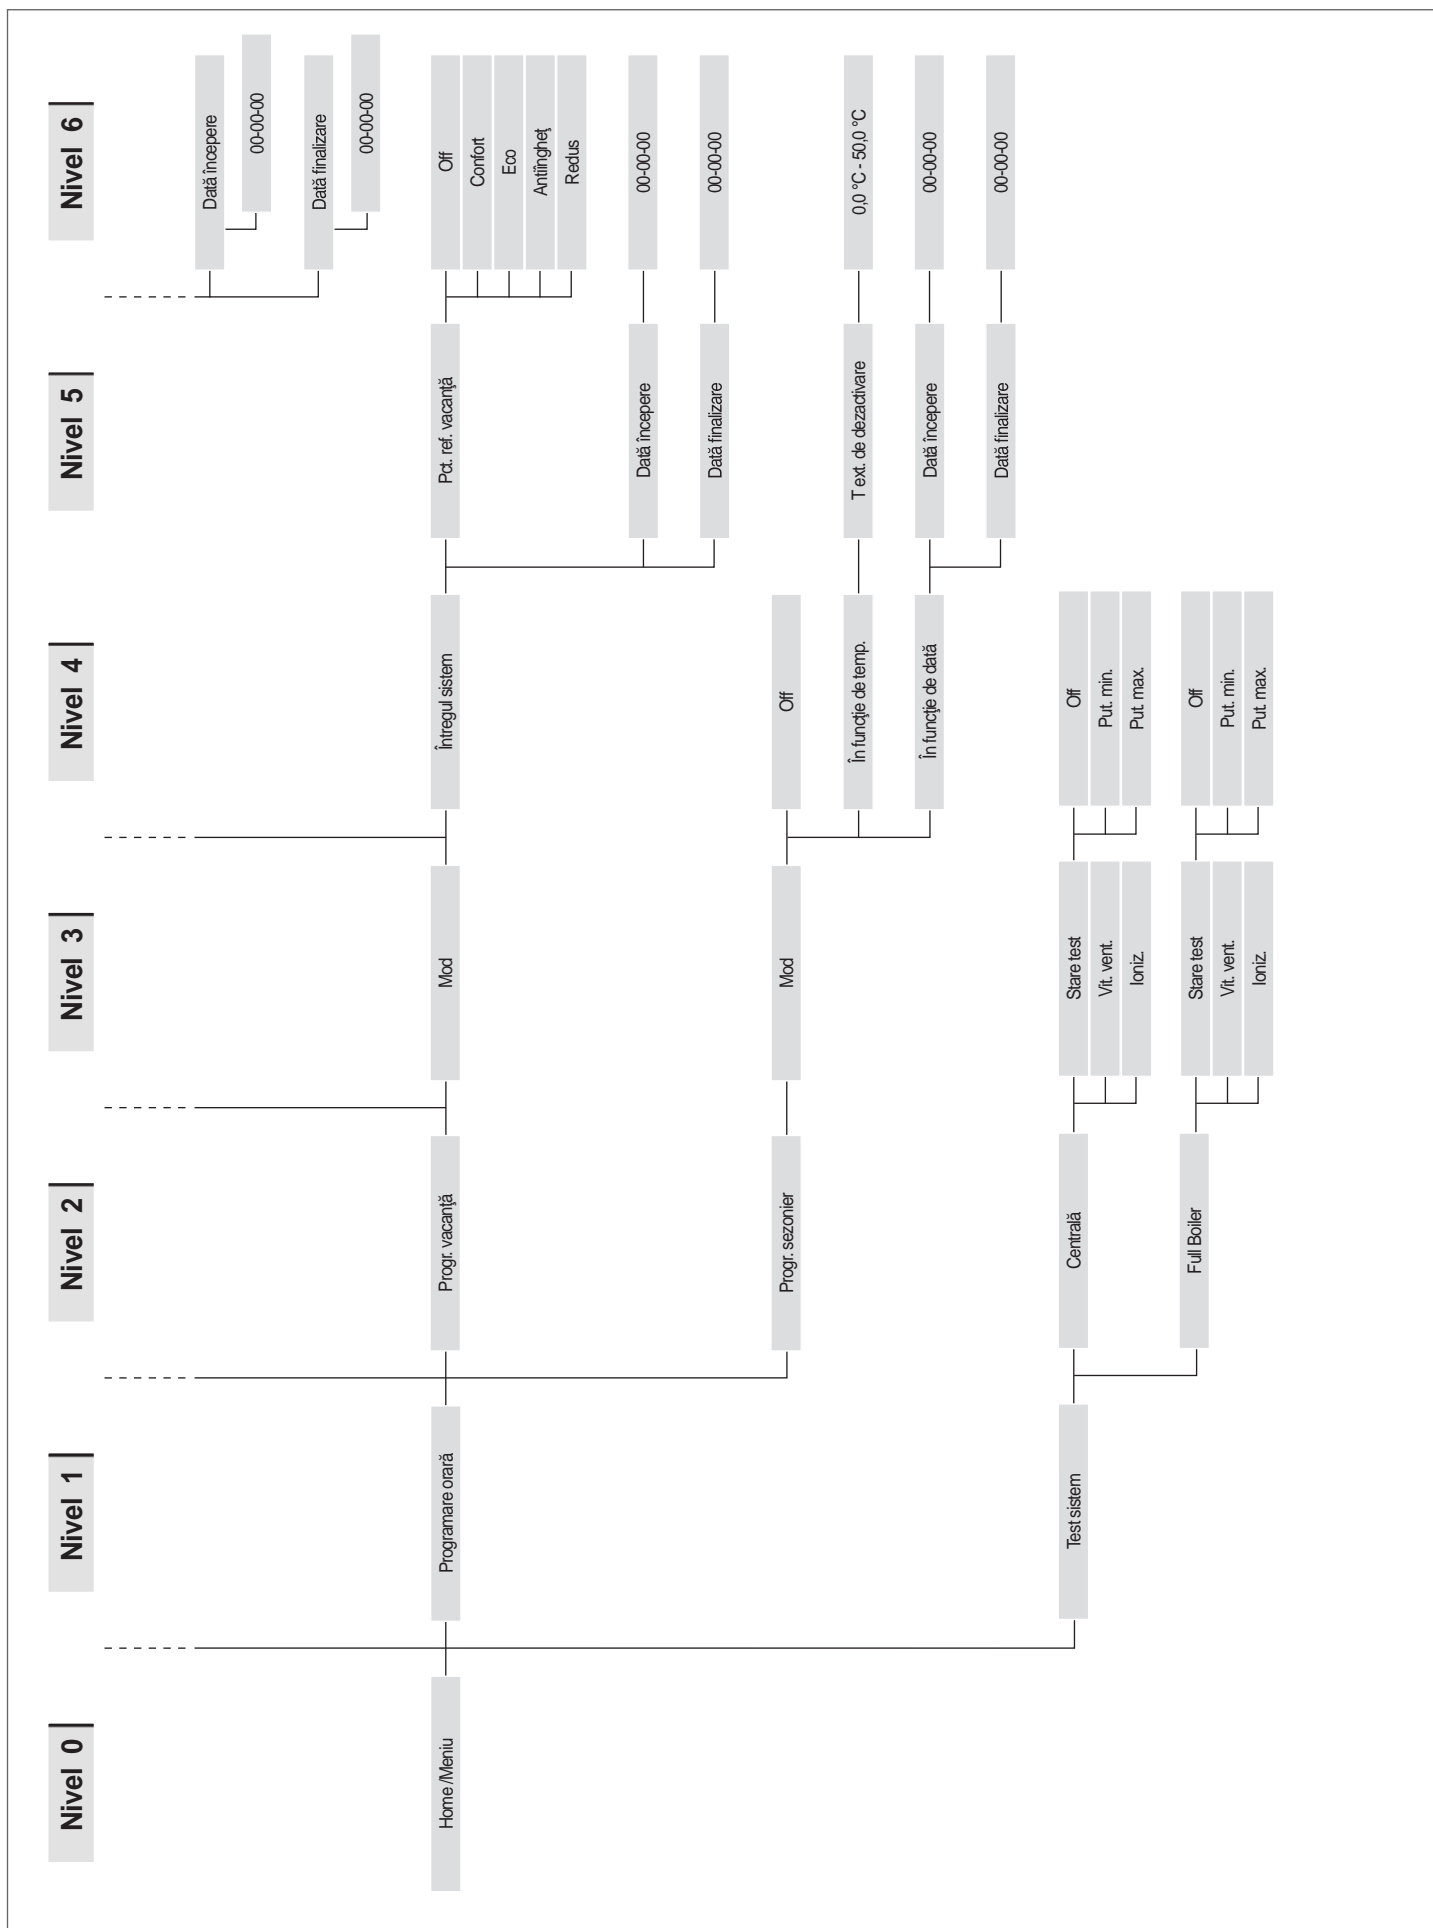 Nivel 0
Nivel 1
Nivel 2
Nivel 3
Nivel 4
Nivel 5
Nivel 6
Dată începere
00-00-00
Dată finalizare
00-00-00
Home /Meniu
Programare orară
Progr. vacanţă
Mod
Întregul sistem
Pct. ref. vacanţă
Off
Confort
Eco
Antiîngheţ
Redus
Dată începere
00-00-00
Dată finalizare
00-00-00
Progr. sezonier
Mod
Off
În funcţie de temp.
T ext. de dezactivare
0,0 °C - 50,0 °C
În funcţie de dată
Dată începere
00-00-00
Dată finalizare
00-00-00
Test sistem
Centrală
Stare test
Off
Vit. vent.
Put. min.
Ioniz.
Put. max.
Full Boiler
Stare test
Off
Vit. vent.
Put. min.
Ioniz.
Put. max.